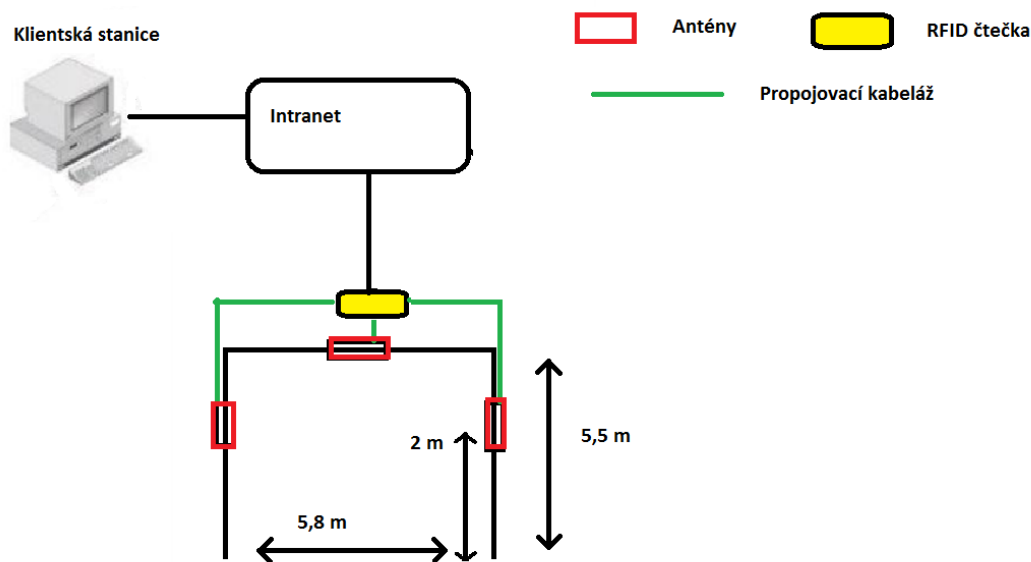 Klientská stanice
Antény
RFID čtečka
Propojovací kabeláž
Intranet
2 m
5,5 m
5,8 m